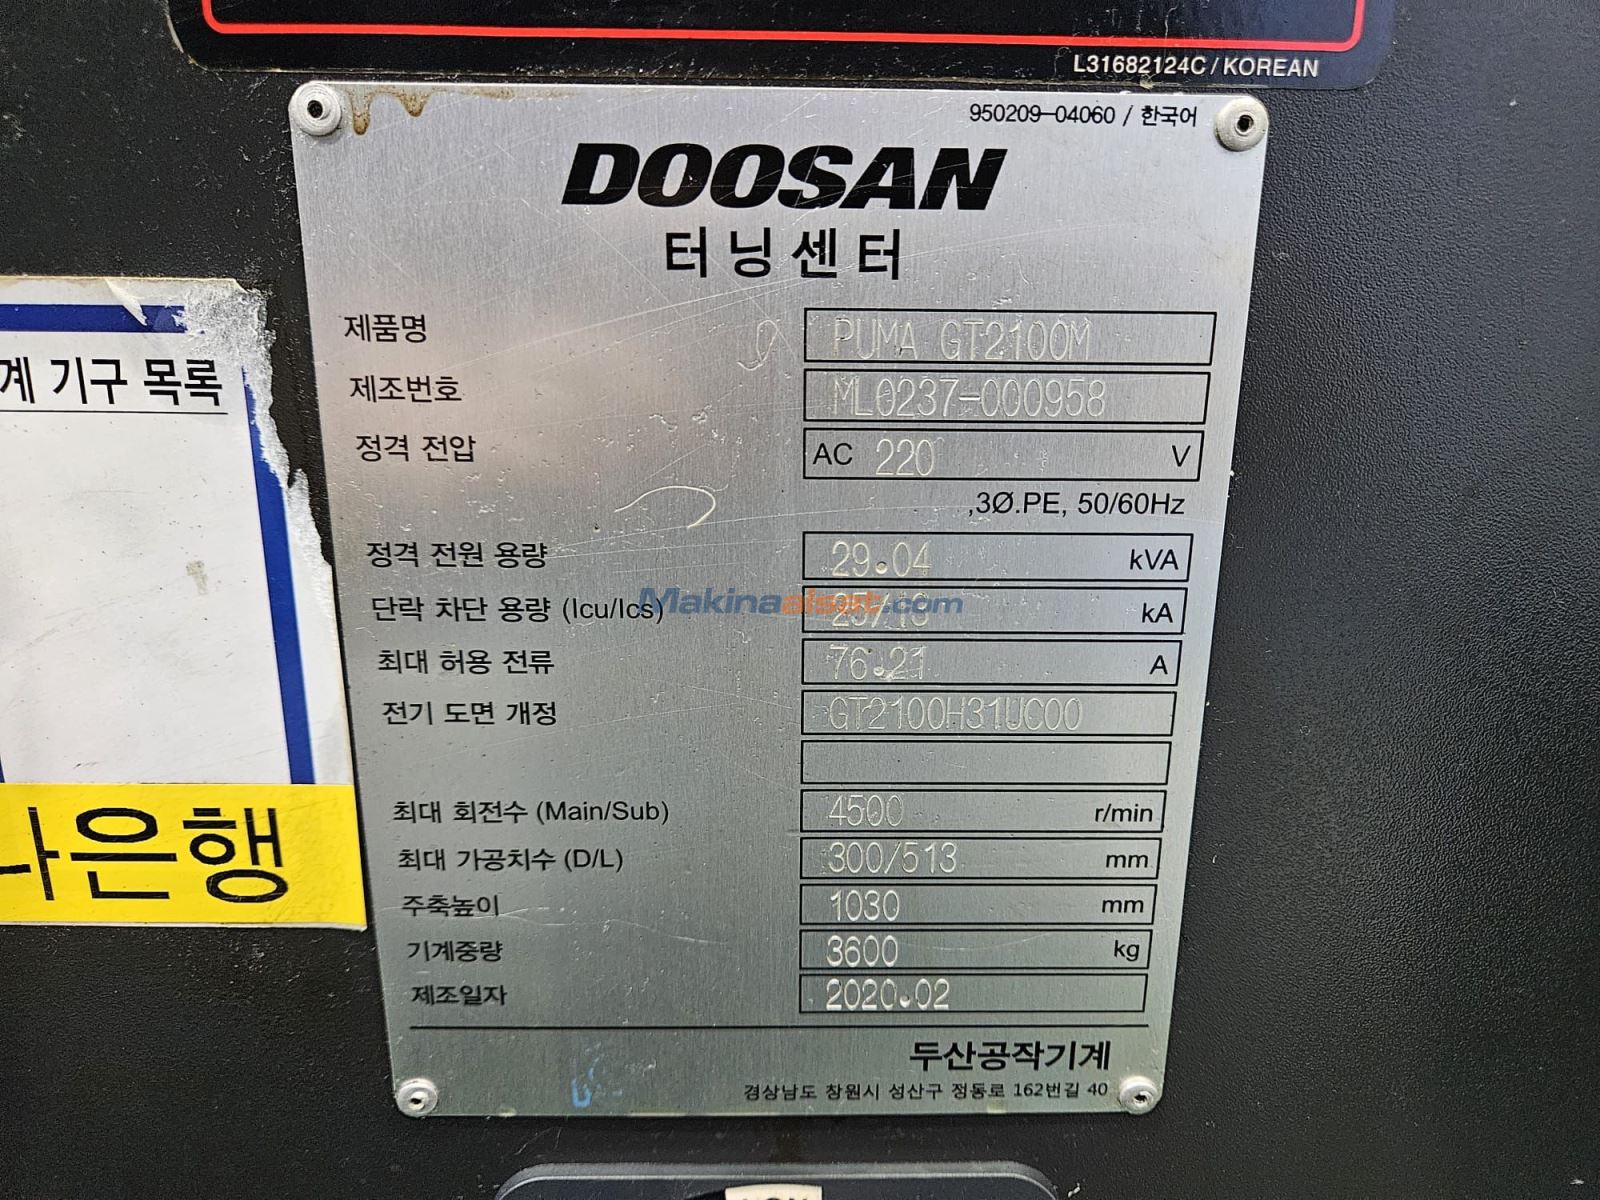 L31682124C / KOREAN
950209-04060 / 한국어
DOOSAN
터닝센터
제품명 PUMA GT2100M
제조번호 ML0237-000958
정격 전압 AC 220 V
,3Ø.PE, 50/60Hz
정격 전원 용량 29.04 kVA
단락 차단 용량 (Icu/Ics) kA
Makinaalsat.com
최대 허용 전류 76.21 A
전기 도면 개정 GT2100H31UC00
최대 회전수 (Main/Sub) 4500 r/min
최대 가공치수 (D/L) 300/513 mm
주축높이 1030 mm
기계중량 3600 kg
제조일자 2020.02
두산공작기계
경상남도 창원시 성산구 정동로 162번길 40
계 기구 목록
나은행